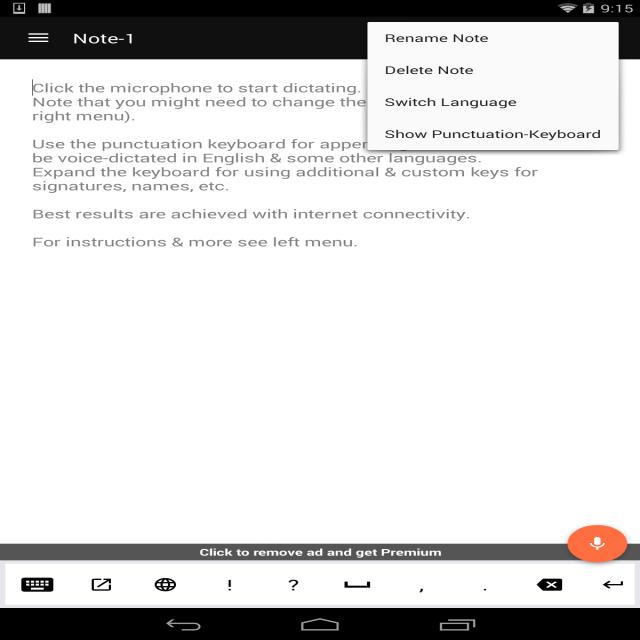 9:15
Note-1
Rename Note
Delete Note
Switch Language
Show Punctuation-Keyboard
Click the microphone to start dictating.
Note that you might need to change the
right menu).
Use the punctuation keyboard for
be voice-dictated in English & some other languages.
Expand the keyboard for using additional & custom keys for
signatures, names, etc.
Best results are achieved with internet connectivity.
For instructions & more see left menu.
Click to remove ad and get Premium
! ? , .